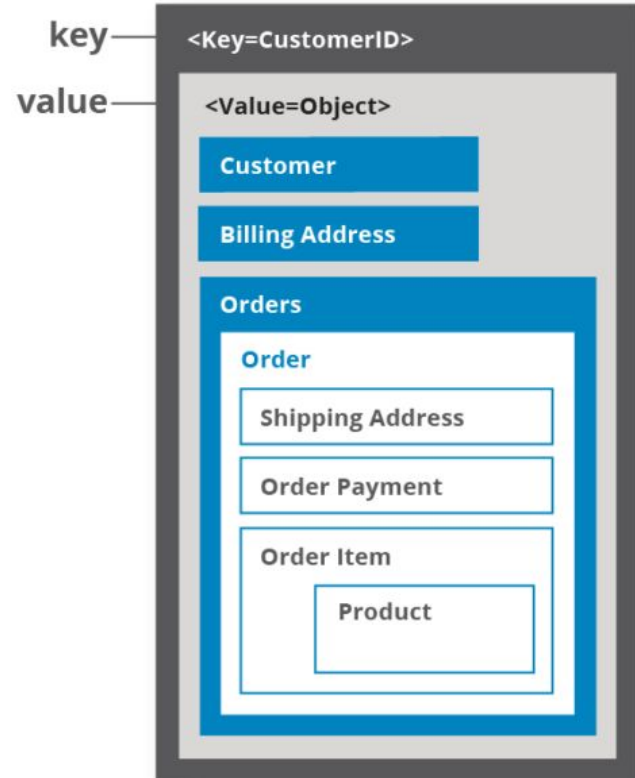 key
<Key=CustomerID>
value
<Value=Object>
Customer
Billing Address
Orders
Order
Shipping Address
Order Payment
Order Item
Product